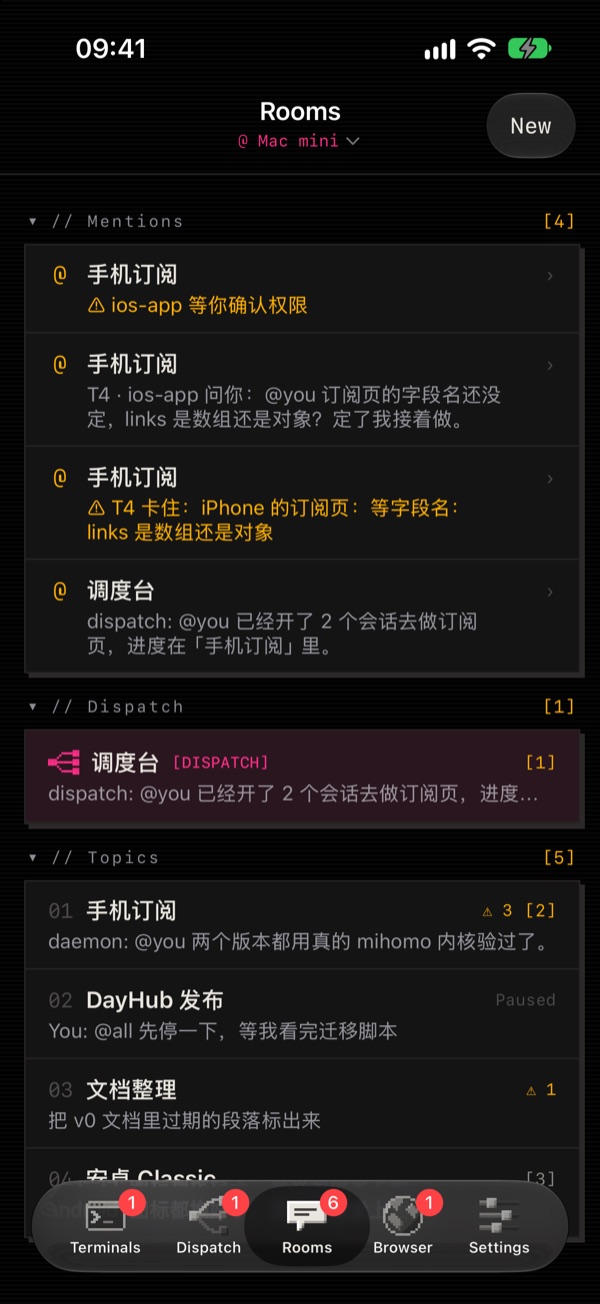 09:41
Rooms
@ Mac mini
New
// Mentions [4]
@ 手机订阅
⚠ ios-app 等你确认权限
@ 手机订阅
T4 · ios-app 问你：@you 订阅页的字段名还没
定，links 是数组还是对象？定了我接着做。
@ 手机订阅
⚠ T4 卡住：iPhone 的订阅页：等字段名：
links 是数组还是对象
@ 调度台
dispatch: @you 已经开了 2 个会话去做订阅
页，进度在「手机订阅」里。
// Dispatch [1]
调度台 [DISPATCH] [1]
dispatch: @you 已经开了 2 个会话去做订阅页，进度…
// Topics [5]
01 手机订阅 ⚠ 3 [2]
daemon: @you 两个版本都用真的 mihomo 内核验过了。
02 DayHub 发布 Paused
You: @all 先停一下，等我看完迁移脚本
03 文档整理 ⚠ 1
把 v0 文档里过期的段落标出来
04 安卓 Classic [3]
1 1 6 1
Terminals Dispatch Rooms Browser Settings